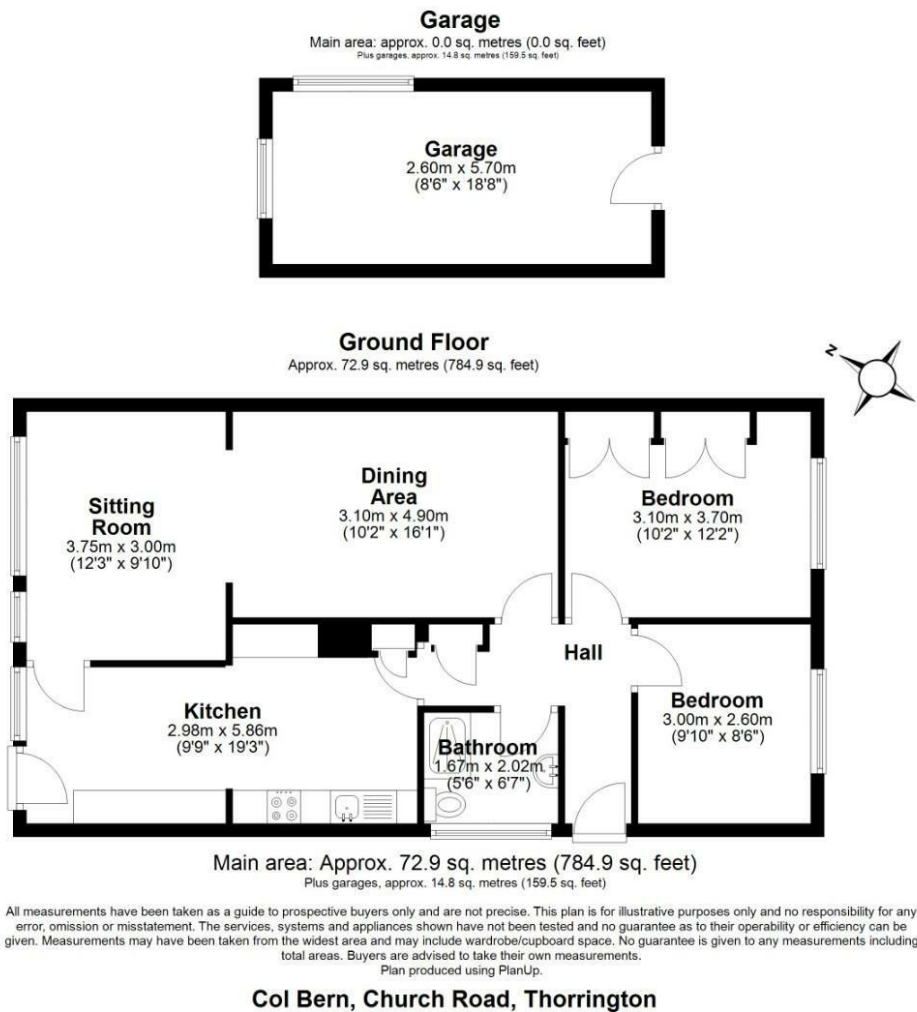 Garage
Main area: approx. 0.0 sq. metres (0.0 sq. feet)
Plus garages, approx. 14.8 sq. metres (159.5 sq. feet)
Garage
2.60m x 5.70m
(8'6" x 18'8")
Ground Floor
Approx. 72.9 sq. metres (784.9 sq. feet)
N
Sitting
Room
3.75m x 3.00m
(12'3" x 9'10")
Dining
Area
3.10m x 4.90m
(10'2" x 16'1")
Bedroom
3.10m x 3.70m
(10'2" x 12'2")
Hall
Kitchen
2.98m x 5.86m
(9'9" x 19'3")
Bathroom
1.67m x 2.02m
(5'6" x 6'7")
Bedroom
3.00m x 2.60m
(9'10" x 8'6")
Main area: Approx. 72.9 sq. metres (784.9 sq. feet)
Plus garages, approx. 14.8 sq. metres (159.5 sq. feet)
All measurements have been taken as a guide to prospective buyers only and are not precise. This plan is for illustrative purposes only and no responsibility for any
error, omission or misstatement. The services, systems and appliances shown have not been tested and no guarantee as to their operability or efficiency can be
given. Measurements may have been taken from the widest area and may include wardrobe/cupboard space. No guarantee is given to any measurements including
total areas. Buyers are advised to take their own measurements.
Plan produced using PlanUp.
Col Bern, Church Road, Thorrington